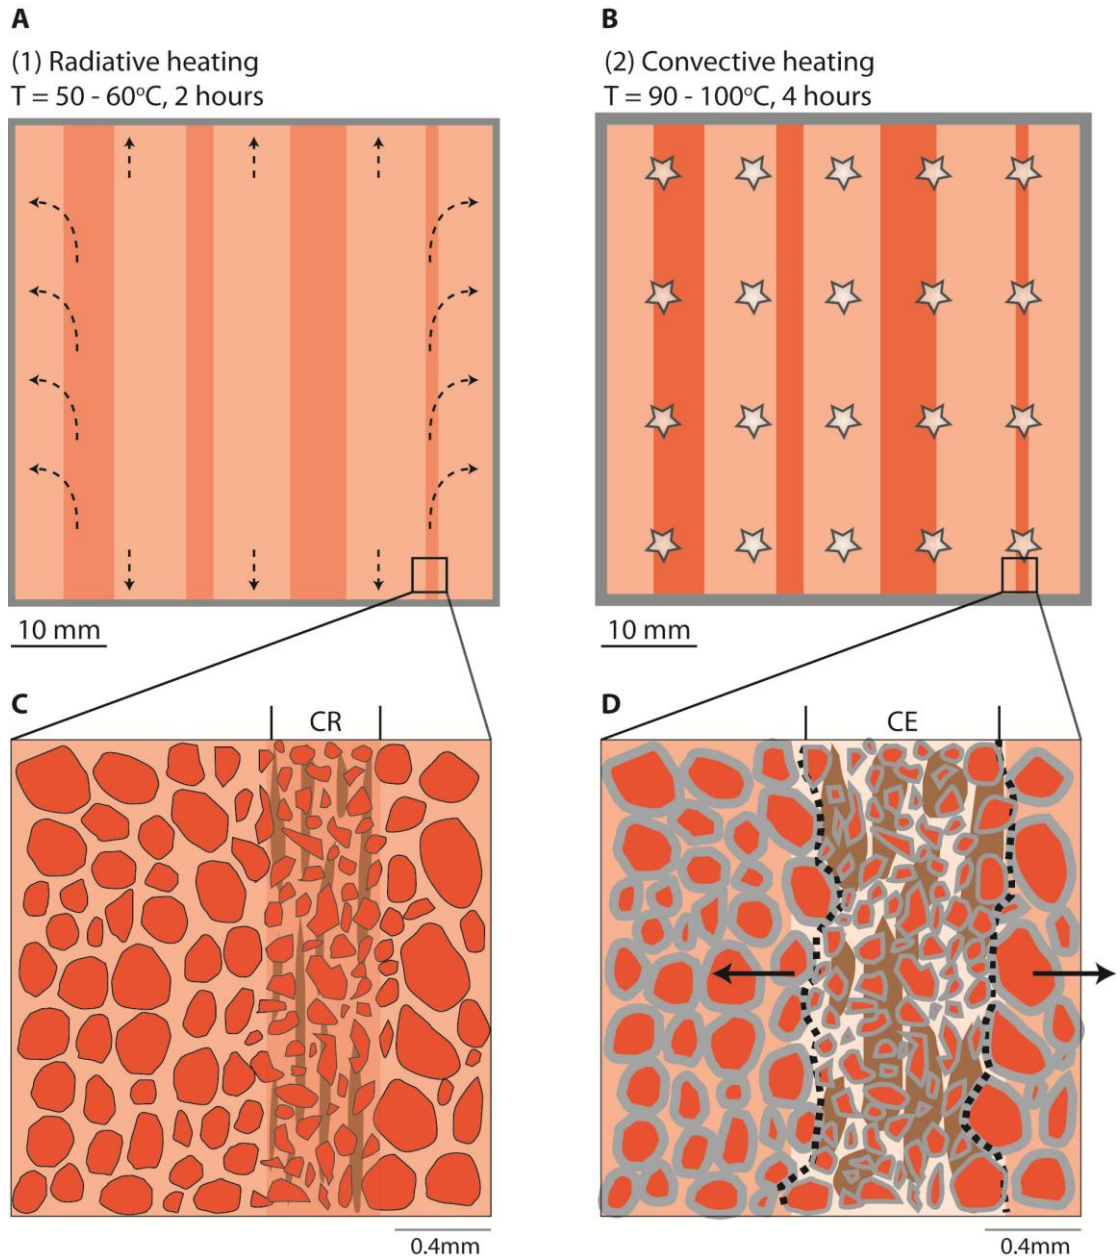 A
(1) Radiative heating
T = 50 - 60°C, 2 hours
B
(2) Convective heating
T = 90 - 100°C, 4 hours
10 mm
10 mm
C
CR
D
CE
0.4mm
0.4mm